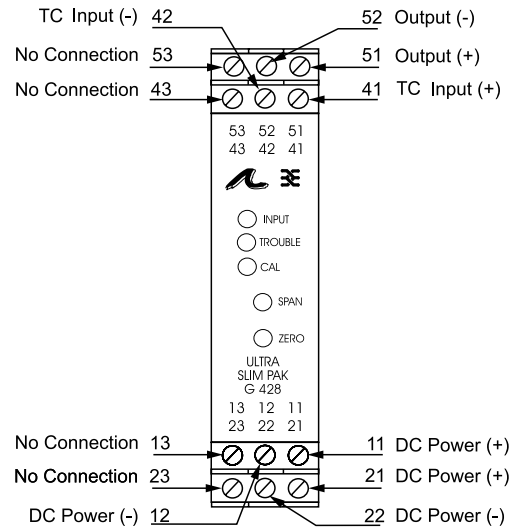 TC Input (-) 42
52 Output (-)
No Connection 53
51 Output (+)
No Connection 43
41 TC Input (+)
53 52 51
43 42 41
INPUT
TROUBLE
CAL
SPAN
ZERO
ULTRA
SLIM PAK
G 428
13 12 11
23 22 21
No Connection 13
11 DC Power (+)
No Connection 23
21 DC Power (+)
DC Power (-) 12
22 DC Power (-)